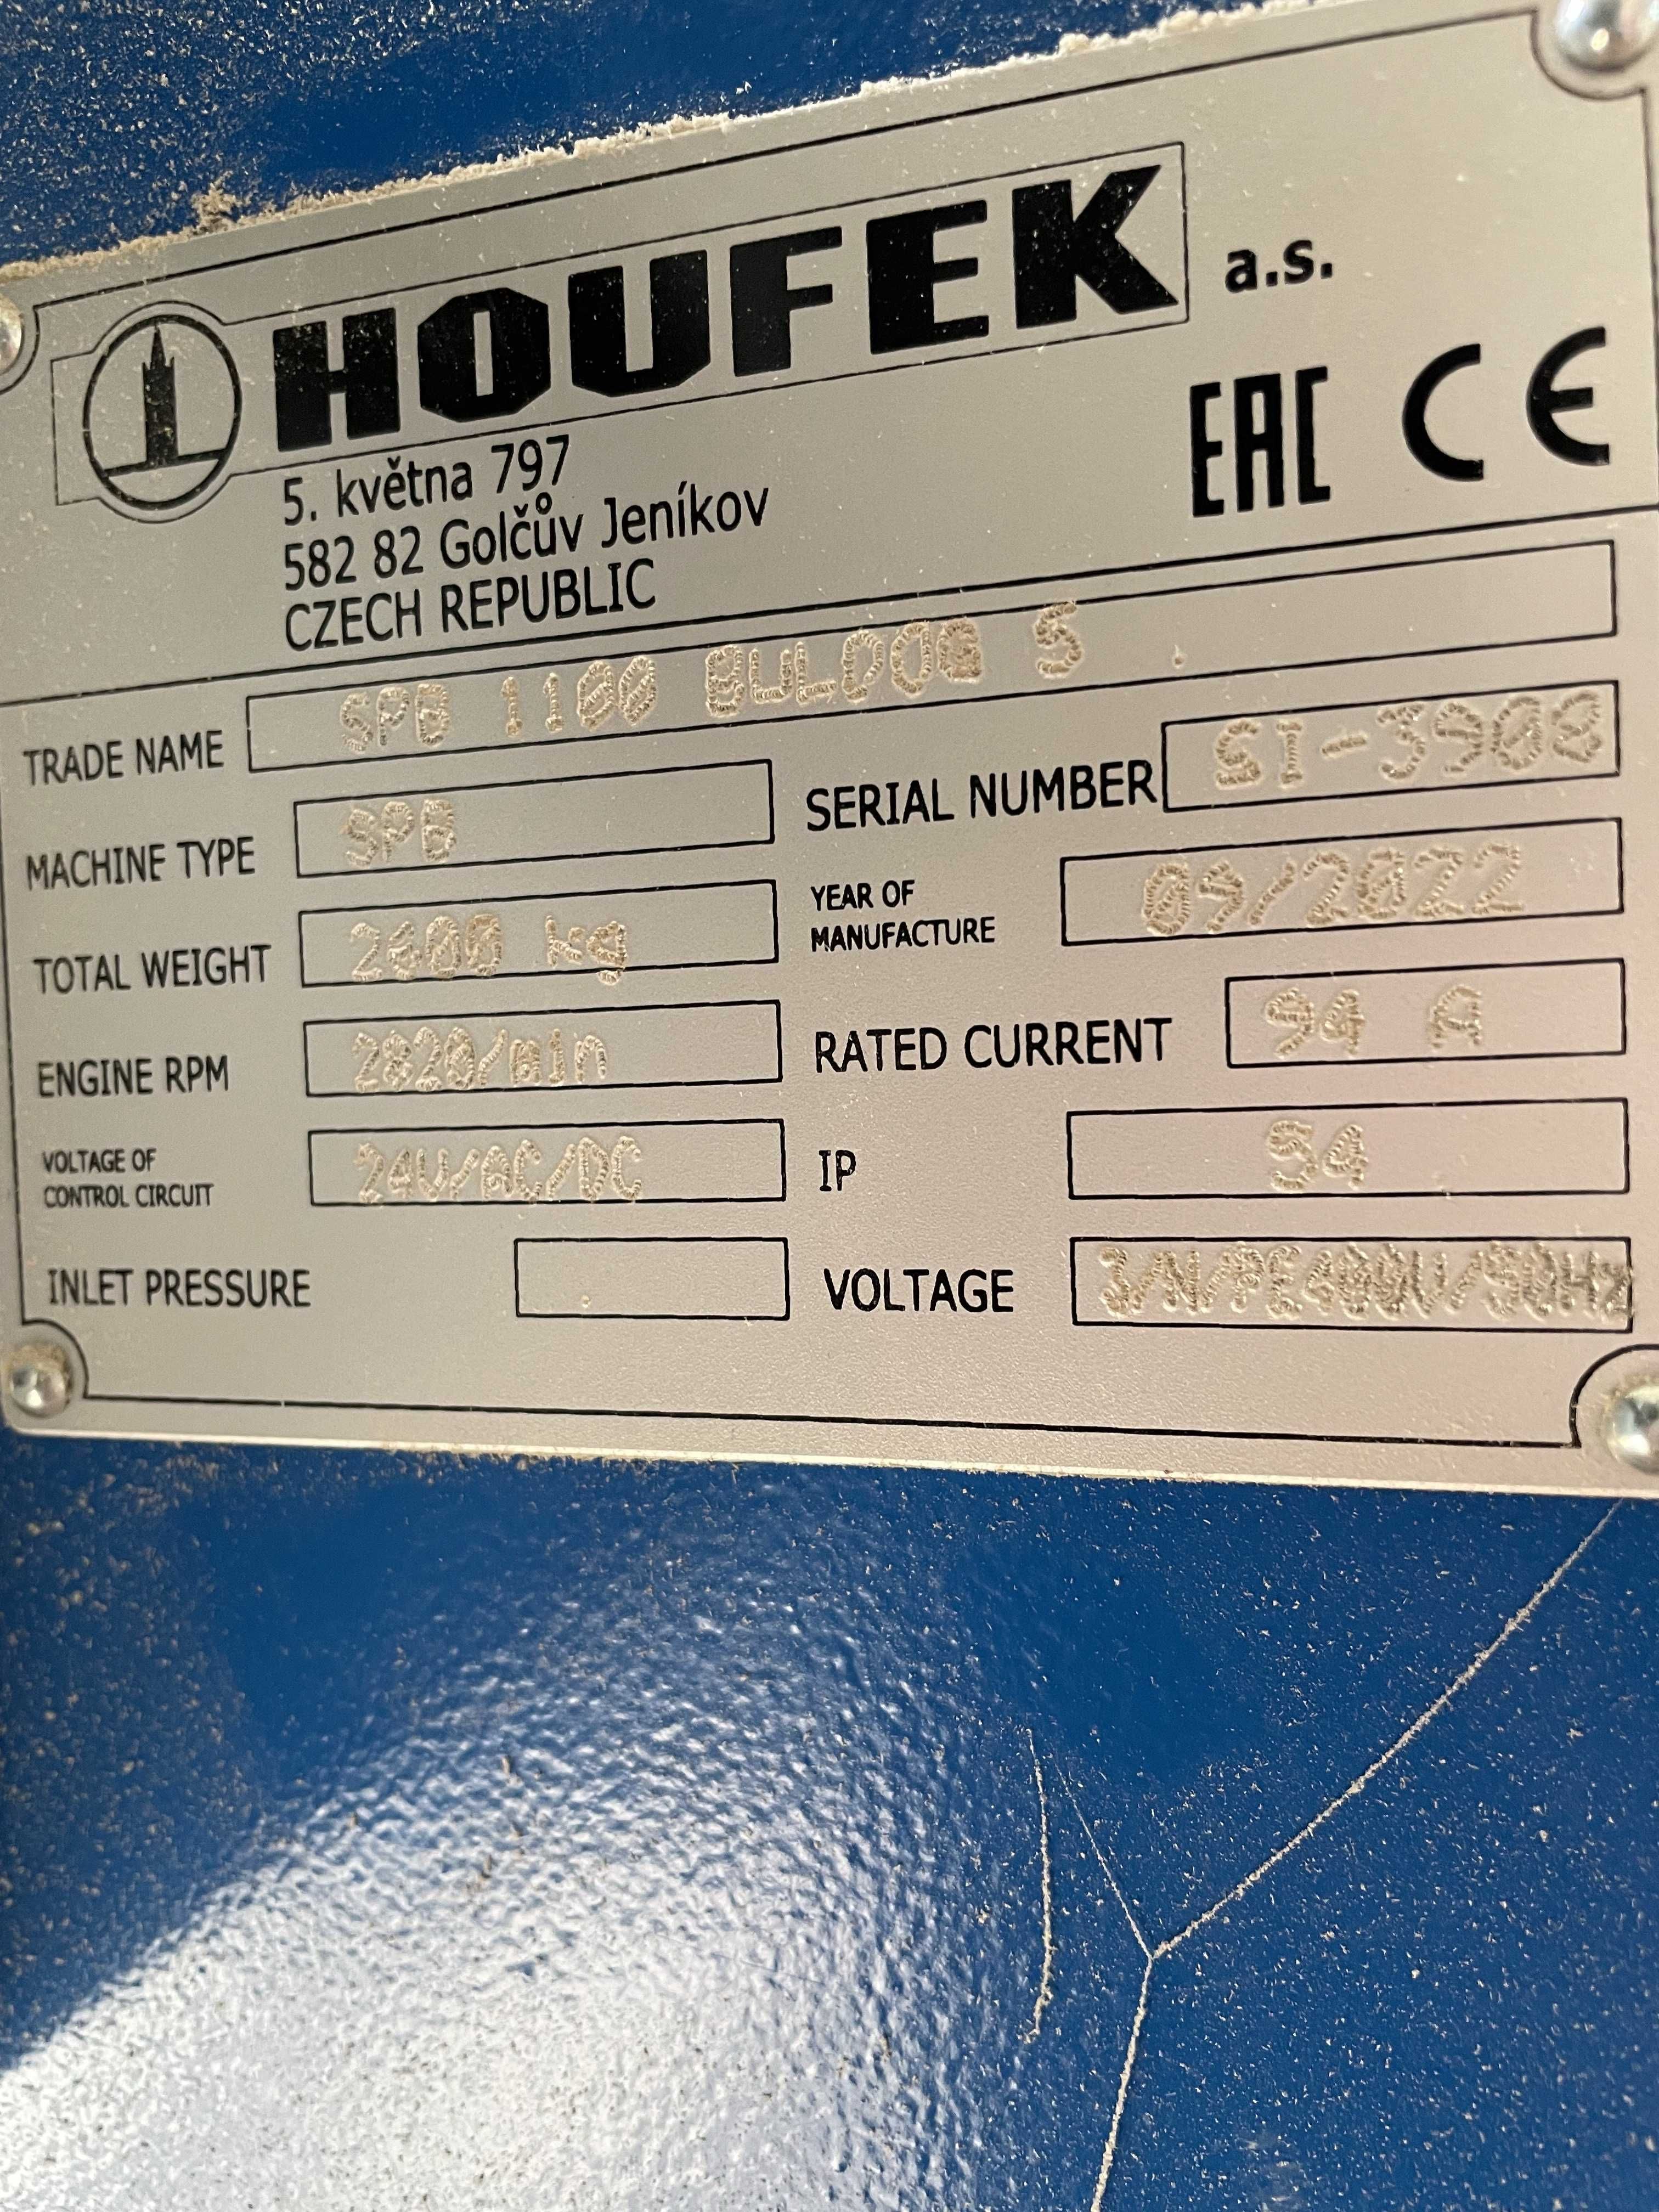 HOUFEK a.s.
5. května 797
582 82 Golčův Jeníkov
CZECH REPUBLIC
EAC CE
TRADE NAME SPB 1100 BULDOG 5
MACHINE TYPE SPB
SERIAL NUMBER
TOTAL WEIGHT 2600 kg
YEAR OF
MANUFACTURE 09/2022
ENGINE RPM 2820/min
RATED CURRENT 94 A
VOLTAGE OF
CONTROL CIRCUIT 24V/AC/DC
IP 54
INLET PRESSURE
VOLTAGE 3/N/PE400V/50Hz